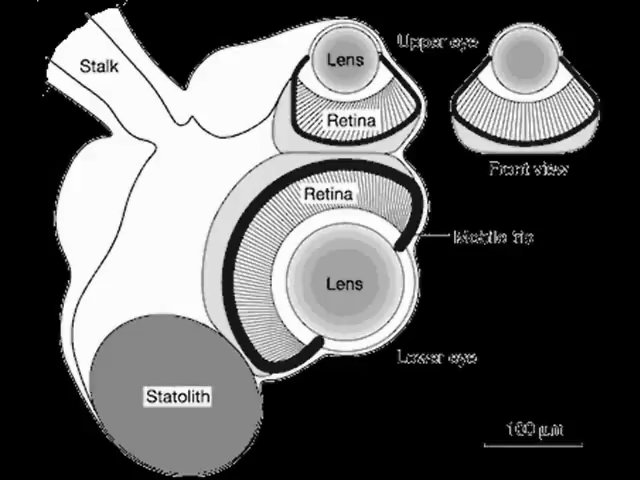 Stalk
Lens
Upper eye
Retina
Front view
Retina
Mobile tip
Lens
Lower eye
Statolith
100 µm